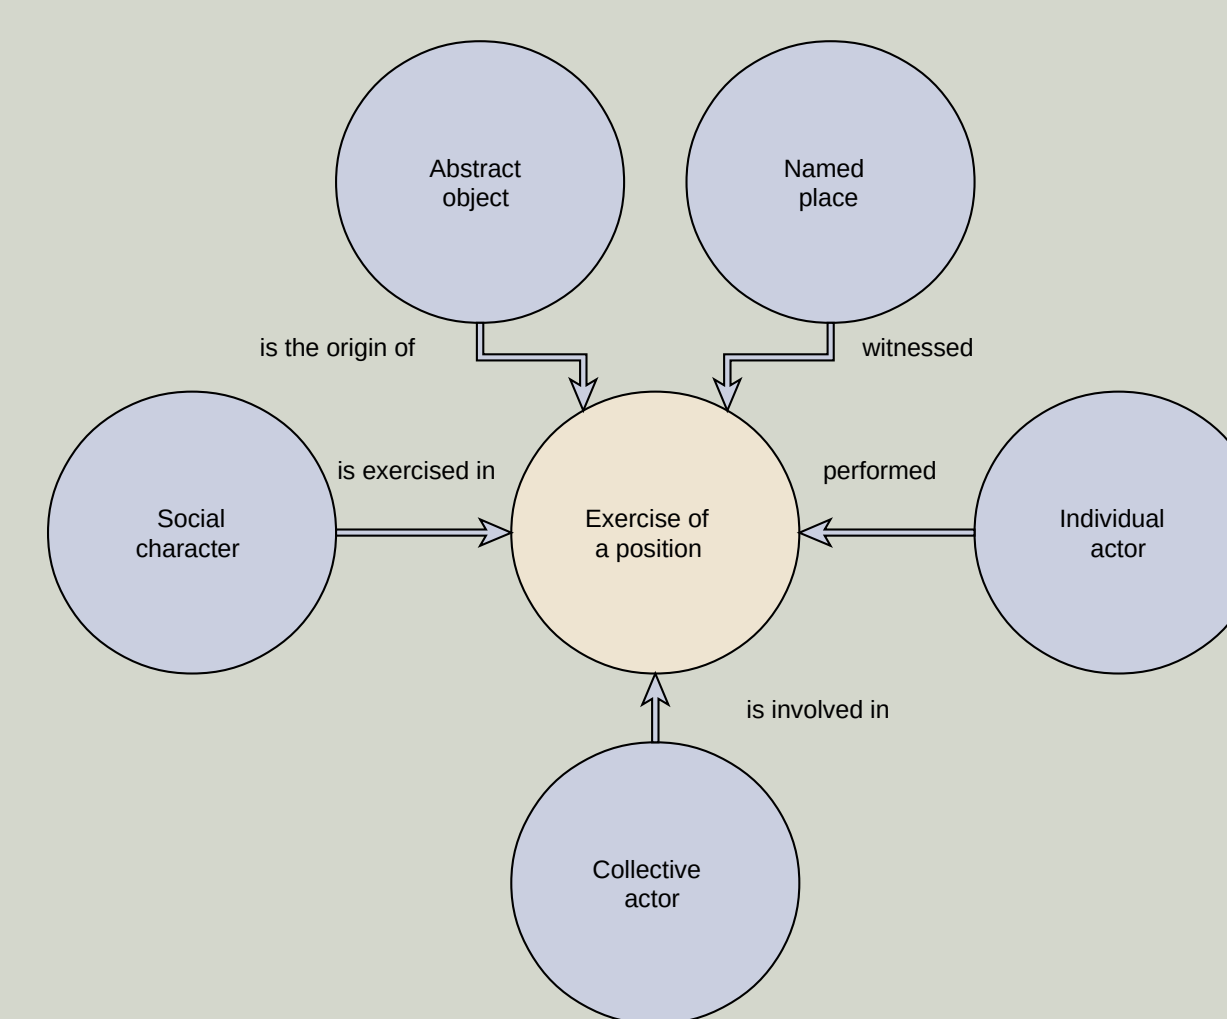 Abstract
object
Named
place
is the origin of
witnessed
is exercised in
performed
Social
character
Exercise of
a position
Individual
actor
is involved in
Collective
actor